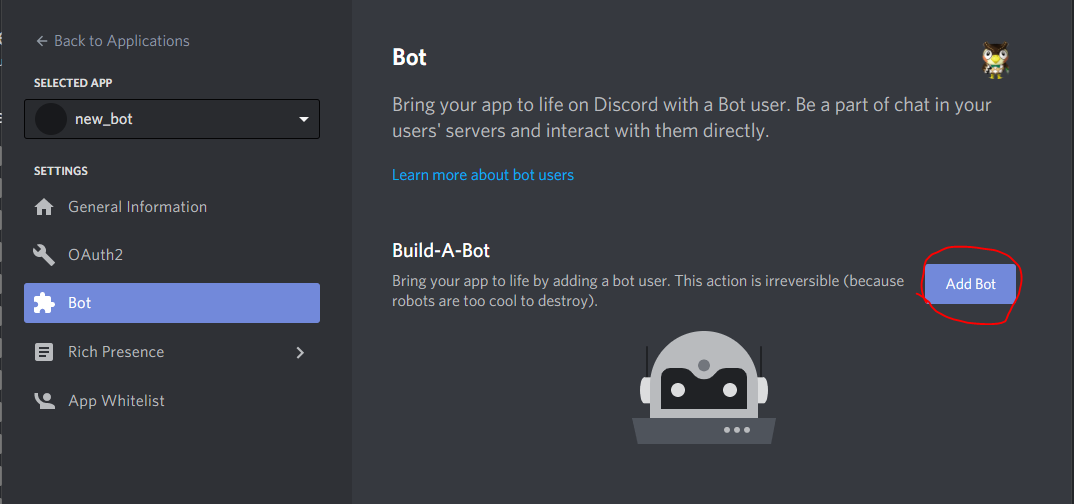 Back to Applications
SELECTED APP
new_bot
SETTINGS
General Information
OAuth2
Bot
Rich Presence
App Whitelist
Bot
Bring your app to life on Discord with a Bot user. Be a part of chat in your
users' servers and interact with them directly.
Learn more about bot users
Build-A-Bot
Bring your app to life by adding a bot user. This action is irreversible (because
robots are too cool to destroy).
Add Bot